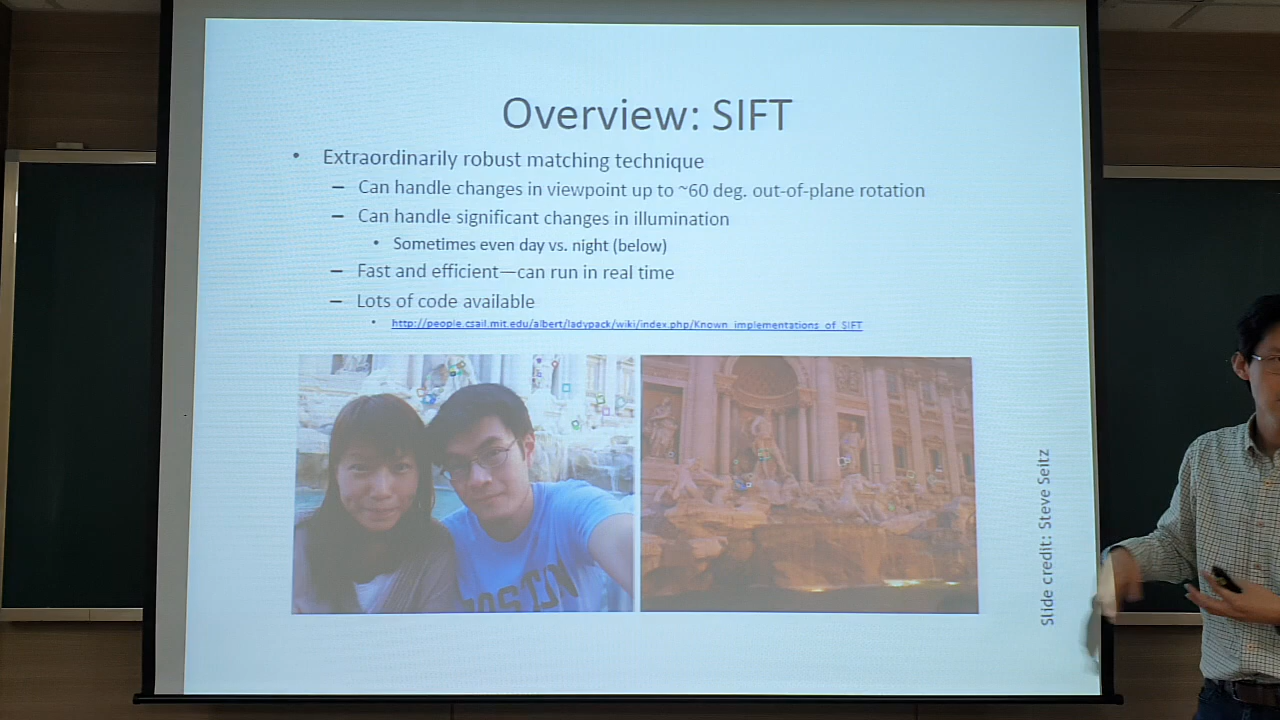 Overview: SIFT
• Extraordinarily robust matching technique
– Can handle changes in viewpoint up to ~60 deg. out-of-plane rotation
– Can handle significant changes in illumination
• Sometimes even day vs. night (below)
– Fast and efficient—can run in real time
– Lots of code available
• http://people.csail.mit.edu/albert/ladypack/wiki/index.php/Known_implementations_of_SIFT
BOSTON
Slide credit: Steve Seitz